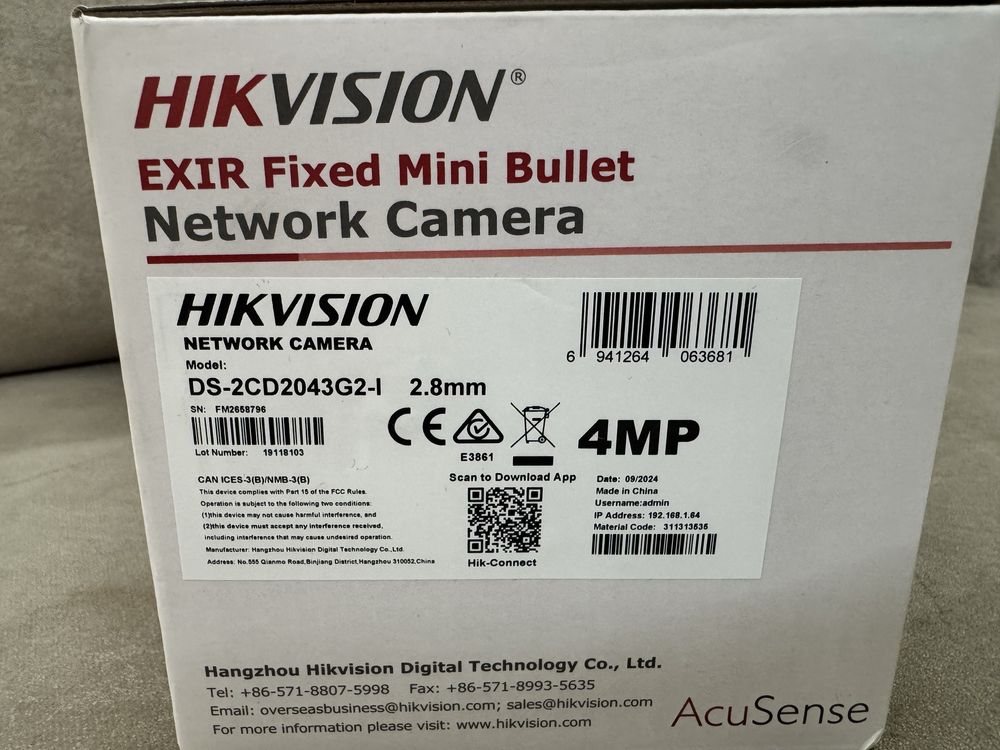 HIKVISION®
EXIR Fixed Mini Bullet
Network Camera
HIKVISION
NETWORK CAMERA
Model:
DS-2CD2043G2-I 2.8mm
SN: FM2658796
Lot Number: 19118103
6 941264 063681
CE
E3861
4MP
CAN ICES-3(B)/NMB-3(B)
This device complies with Part 15 of the FCC Rules.
Operation is subject to the following two conditions:
(1)this device may not cause harmful interference, and
(2)this device must accept any interference received,
including interference that may cause undesired operation.
Manufacturer: Hangzhou Hikvision Digital Technology Co.,Ltd.
Address: No.555 Qianmo Road,Binjiang District,Hangzhou 310052,China
Scan to Download App
Hik-Connect
Date: 09/2024
Made in China
Username:admin
IP Address: 192.168.1.64
Material Code: 311313535
Hangzhou Hikvision Digital Technology Co., Ltd.
Tel: +86-571-8807-5998 Fax: +86-571-8993-5635
Email: overseasbusiness@hikvision.com; sales@hikvision.com
For more information please visit: www.hikvision.com
AcuSense